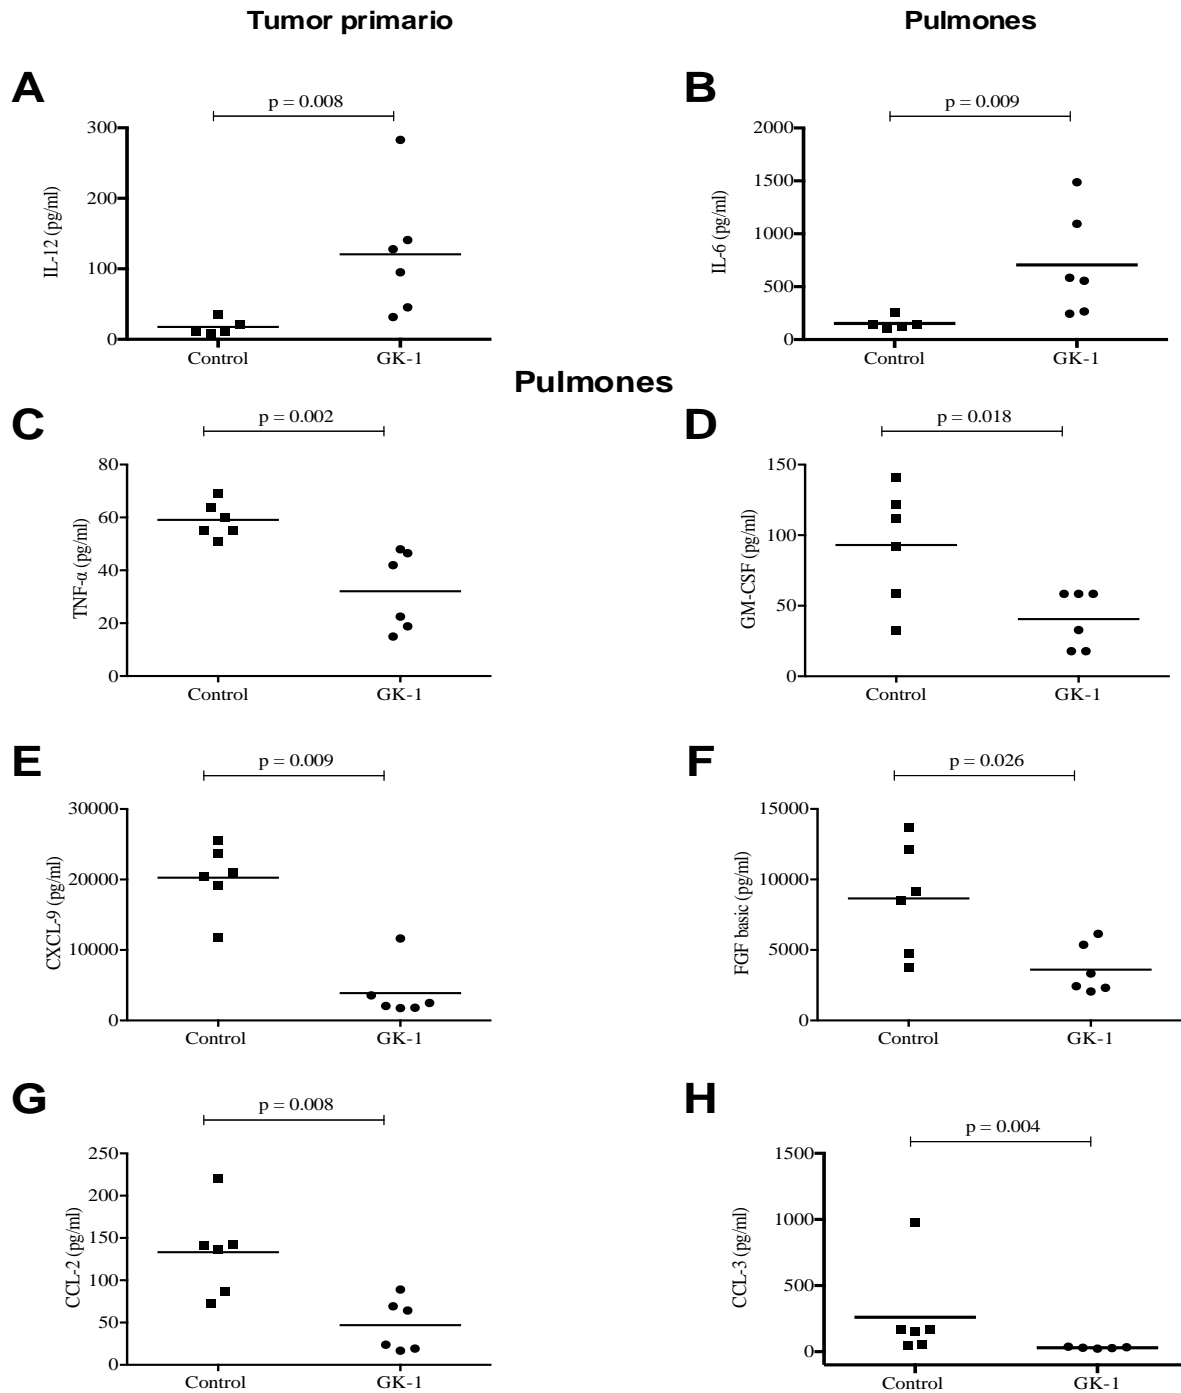 Tumor primario
Pulmones
A
p = 0.008
300
200
100
0
IL-12 (pg/ml)
Control
GK-1
B
p = 0.009
2000
1500
1000
500
0
IL-6 (pg/ml)
Control
GK-1
Pulmones
C
p = 0.002
80
60
40
20
0
TNF-α (pg/ml)
Control
GK-1
D
p = 0.018
150
100
50
0
GM-CSF (pg/ml)
Control
GK-1
E
p = 0.009
30000
20000
10000
0
CXCL-9 (pg/ml)
Control
GK-1
F
p = 0.026
15000
10000
5000
0
FGF basic (pg/ml)
Control
GK-1
G
p = 0.008
250
200
150
100
50
0
CCL-2 (pg/ml)
Control
GK-1
H
p = 0.004
1500
1000
500
0
CCL-3 (pg/ml)
Control
GK-1